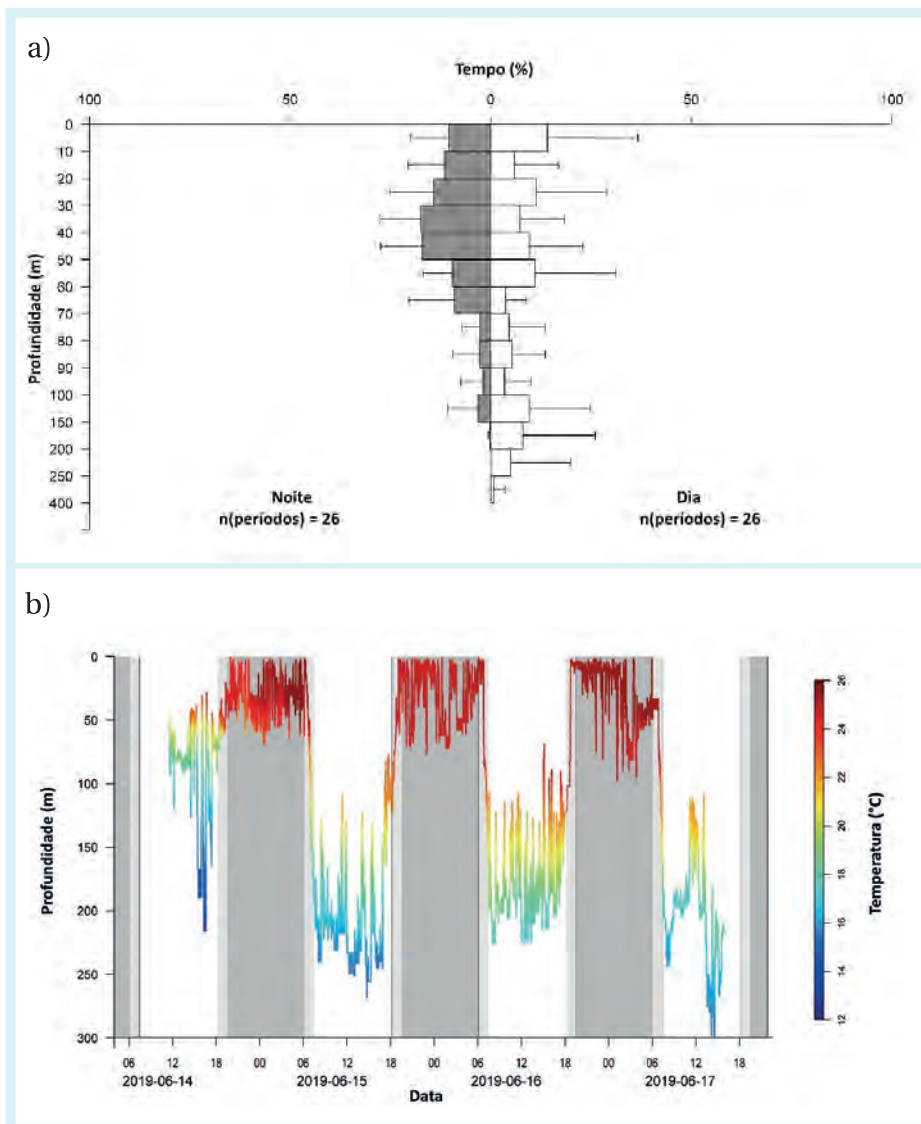 a)
Tempo (%)
100 50 0 50 100
0
10
20
30
40
50
60
70
80
90
100
150
200
250
400
Profundidade (m)
Noite
n(períodos) = 26
Dia
n(períodos) = 26
b)
0
50
100
150
200
250
300
Profundidade (m)
26
24
22
20
18
16
14
12
Temperatura (°C)
06 12 18 00 06 12 18 00 06 12 18 00 06 12 18
2019-06-14 2019-06-15 2019-06-16 2019-06-17
Data